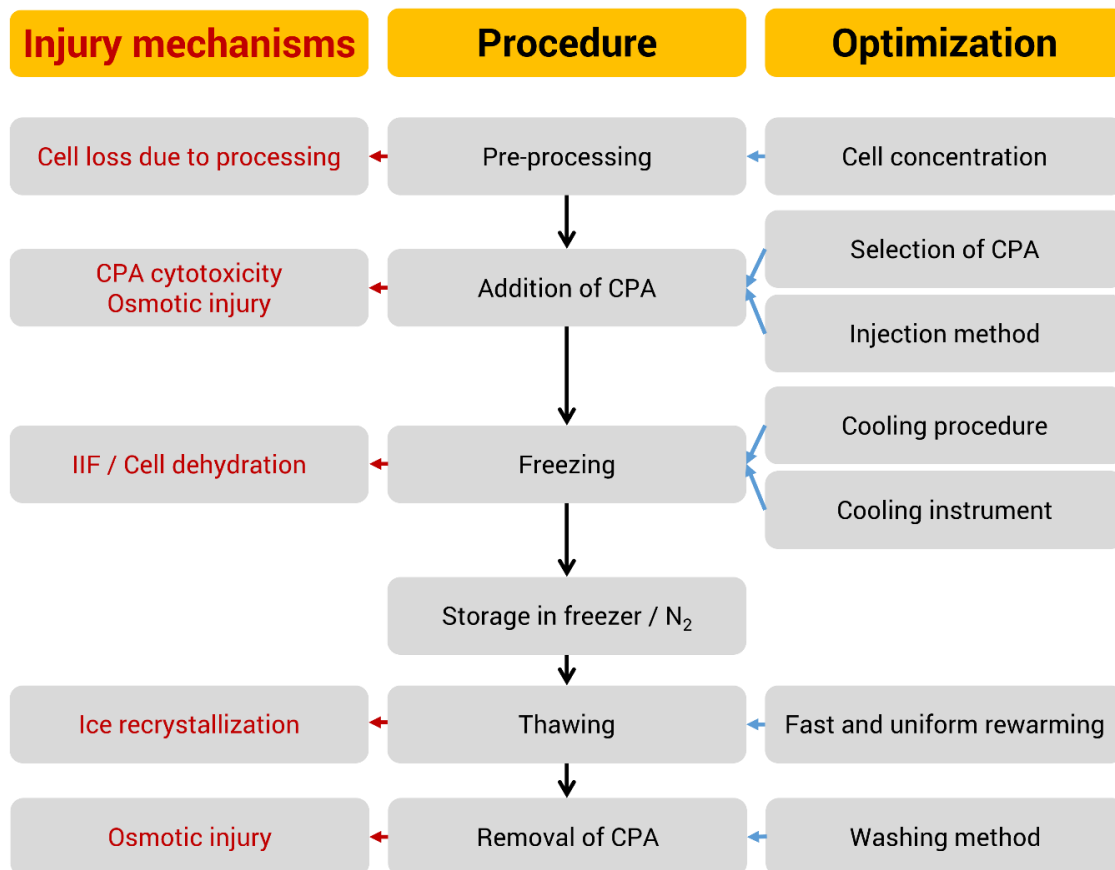 Injury mechanisms
Procedure
Optimization
Cell loss due to processing
Pre-processing
Cell concentration
CPA cytotoxicity
Osmotic injury
Addition of CPA
Selection of CPA
Injection method
IIF / Cell dehydration
Freezing
Cooling procedure
Cooling instrument
Storage in freezer / N₂
Ice recrystallization
Thawing
Fast and uniform rewarming
Osmotic injury
Removal of CPA
Washing method